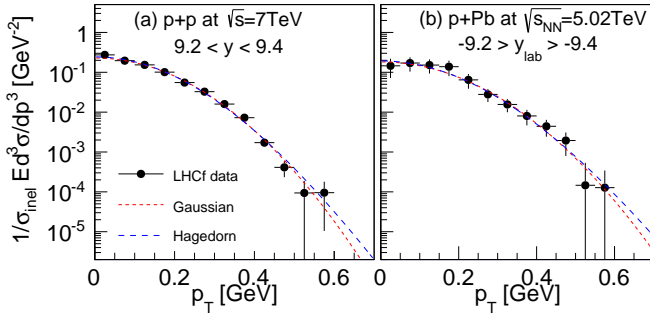 (a) p+p at √s=7TeV
9.2 < y < 9.4
(b) p+Pb at √sNN=5.02TeV
-9.2 > ylab > -9.4
1/σinel Ed³σ/dp³ [GeV⁻²]
1
10⁻¹
10⁻²
10⁻³
10⁻⁴
10⁻⁵
LHCf data
Gaussian
Hagedorn
0 0.2 0.4 0.6
0 0.2 0.4 0.6
pT [GeV]
pT [GeV]